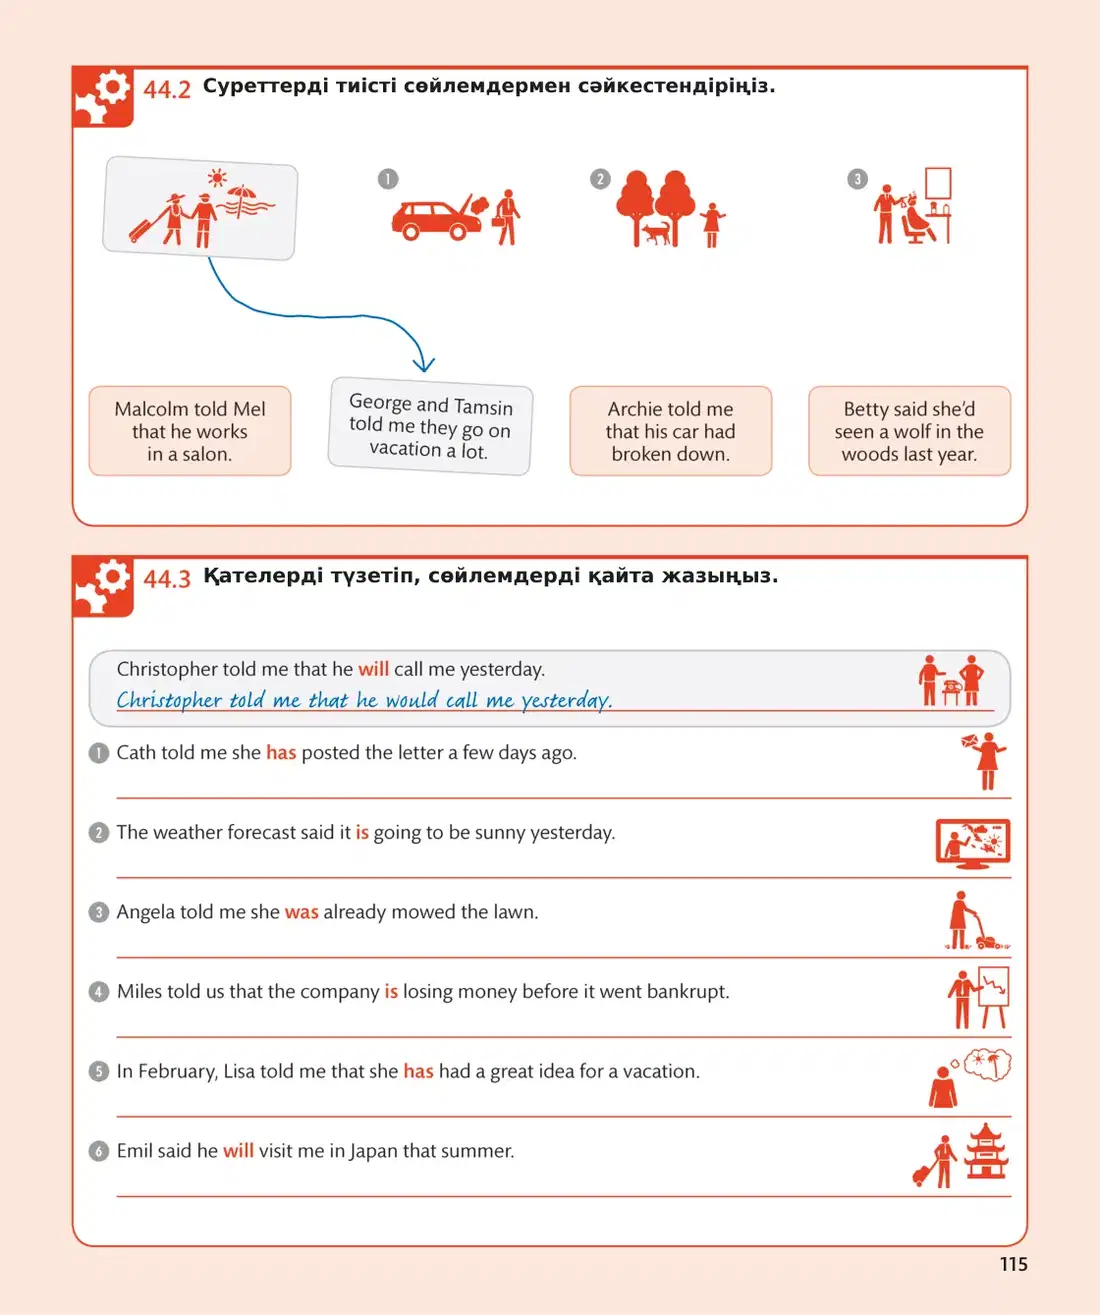 44.2 Суреттерді тиісті сөйлемдермен сәйкестендіріңіз.
1
2
3
Malcolm told Mel
that he works
in a salon.
George and Tamsin
told me they go on
vacation a lot.
Archie told me
that his car had
broken down.
Betty said she’d
seen a wolf in the
woods last year.
44.3 Қателерді түзетіп, сөйлемдерді қайта жазыңыз.
Christopher told me that he will call me yesterday.
Christopher told me that he would call me yesterday.
1 Cath told me she has posted the letter a few days ago.
2 The weather forecast said it is going to be sunny yesterday.
3 Angela told me she was already mowed the lawn.
4 Miles told us that the company is losing money before it went bankrupt.
5 In February, Lisa told me that she has had a great idea for a vacation.
6 Emil said he will visit me in Japan that summer.
115